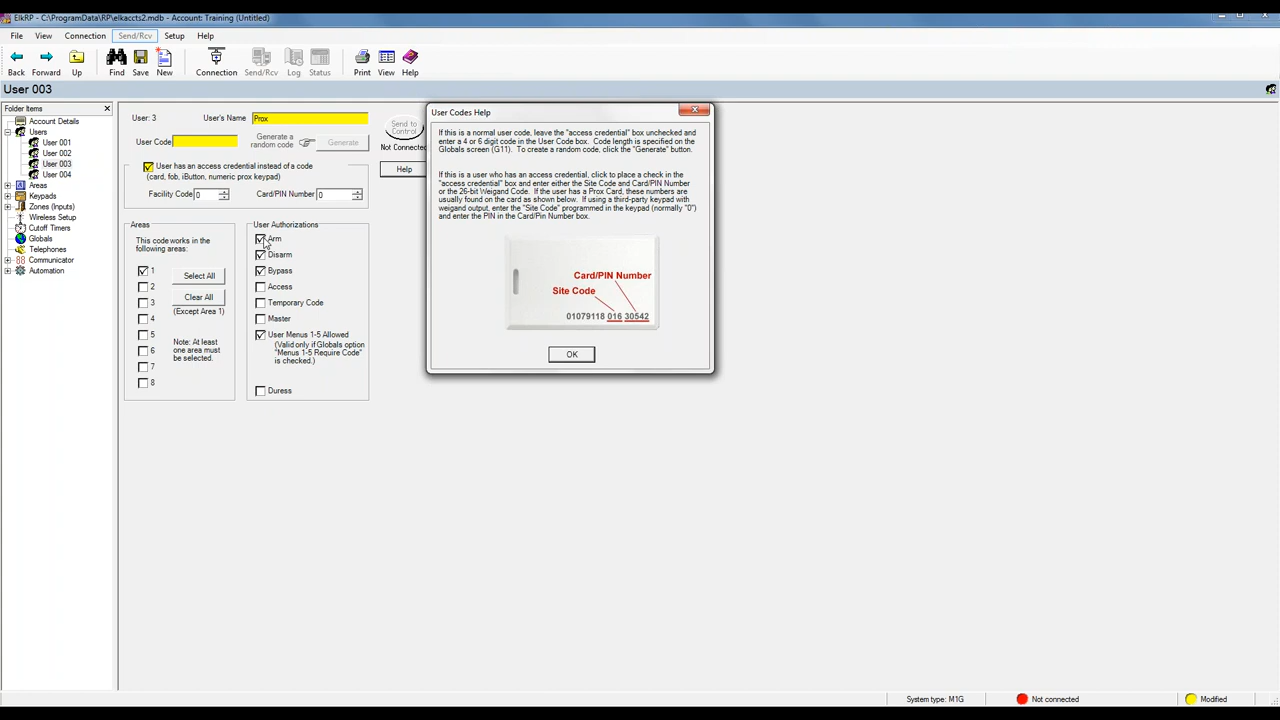 ElkRP - C:\ProgramData\RP\elkaccts2.mdb - Account: Training (Untitled)
File View Connection Send/Rcv Setup Help
Back Forward Up Find Save New Connection Send/Rcv Log Status Print View Help
User 003
Folder Items
Account Details
Users
User 001
User 002
User 003
User 004
Areas
Keypads
Zones (Inputs)
Wireless Setup
Cutoff Timers
Globals
Telephones
Communicator
Automation
User: 3 User's Name Prox
User Code Generate a
random code Generate
Send to
Control
Not Connected
Help
User has an access credential instead of a code
(card, fob, iButton, numeric prox keypad)
Facility Code 0 Card/PIN Number 0
Areas
This code works in the
following areas:
1
2
3
4
5
6
7
8
Select All
Clear All
(Except Area 1)
Note: At least
one area must
be selected.
User Authorizations
Arm
Disarm
Bypass
Access
Temporary Code
Master
User Menus 1-5 Allowed
(Valid only if Globals option
"Menus 1-5 Require Code"
is checked.)
Duress
User Codes Help
If this is a normal user code, leave the "access credential" box unchecked and
enter a 4 or 6 digit code in the User Code box. Code length is specified on the
Globals screen (G11). To create a random code, click the "Generate" button.
If this is a user who has an access credential, click to place a check in the
"access credential" box and enter either the Site Code and Card/PIN Number
or the 26-bit Weigand Code. If the user has a Prox Card, these numbers are
usually found on the card as shown below. If using a third-party keypad with
weigand output, enter the "Site Code" programmed in the keypad (normally "0")
and enter the PIN in the Card/Pin Number box.
Card/PIN Number
Site Code
01079118 016 30542
OK
System type: M1G Not connected Modified